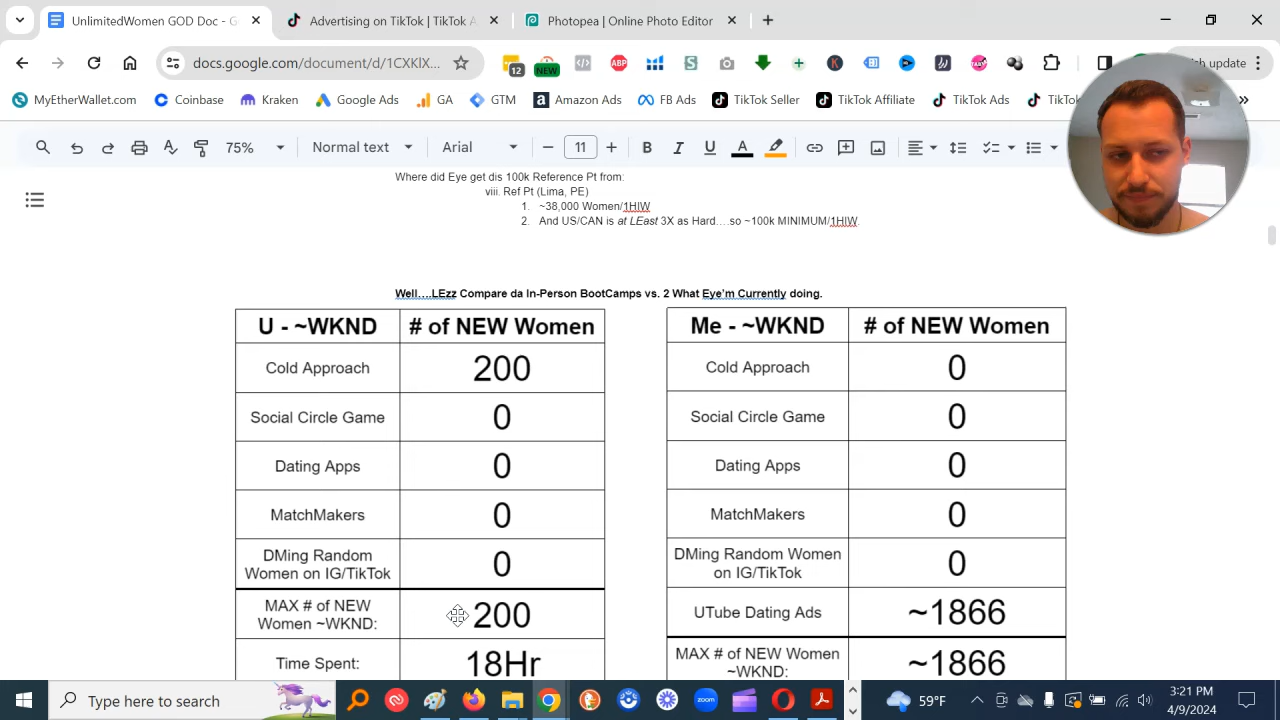 UnlimitedWomen GOD Doc - G
Advertising on TikTok | TikTok A
Photopea | Online Photo Editor
docs.google.com/document/d/1CXKlX...
12
NEW
ABP
update
MyEtherWallet.com
Coinbase
Kraken
Google Ads
GA
GTM
Amazon Ads
FB Ads
TikTok Seller
TikTok Affiliate
TikTok Ads
75%
Normal text
Arial
11
Where did Eye get dis 100k Reference Pt from:
viii. Ref Pt (Lima, PE)
1. ~38,000 Women/1HIW
2. And US/CAN is at LEast 3X as Hard....so ~100k MINIMUM/1HIW.
Well....LEzz Compare da In-Person BootCamps vs. 2 What Eye'm Currently doing.
U - ~WKND # of NEW Women
Cold Approach 200
Social Circle Game 0
Dating Apps 0
MatchMakers 0
DMing Random
Women on IG/TikTok 0
MAX # of NEW
Women ~WKND: 200
Time Spent: 18Hr
Me - ~WKND # of NEW Women
Cold Approach 0
Social Circle Game 0
Dating Apps 0
MatchMakers 0
DMing Random Women
on IG/TikTok 0
UTube Dating Ads ~1866
MAX # of NEW Women
~WKND: ~1866
Type here to search
zoom
59°F
3:21 PM
4/9/2024